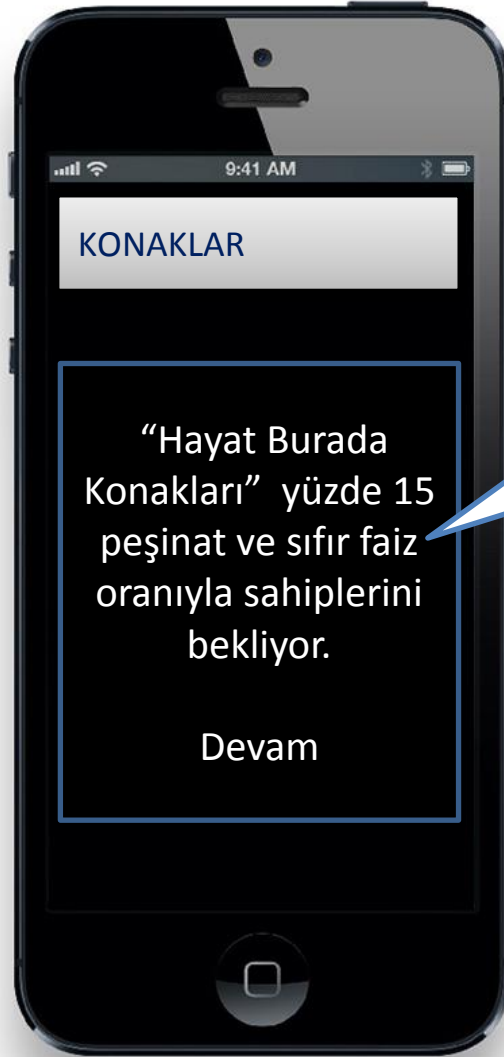 9:41 AM
KONAKLAR
“Hayat Burada
Konakları” yüzde 15
peşinat ve sıfır faiz
oranıyla sahiplerini
bekliyor.
Devam